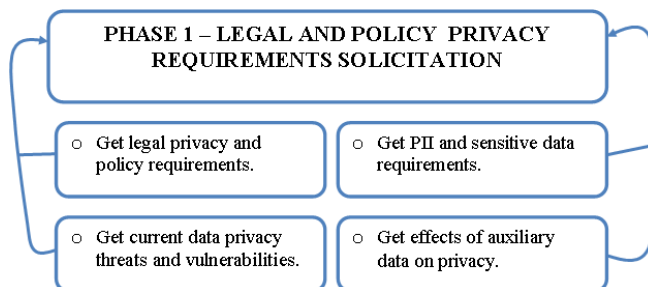 PHASE 1 – LEGAL AND POLICY PRIVACY
REQUIREMENTS SOLICITATION
o Get legal privacy and
policy requirements.
o Get PII and sensitive data
requirements.
o Get current data privacy
threats and vulnerabilities.
o Get effects of auxiliary
data on privacy.